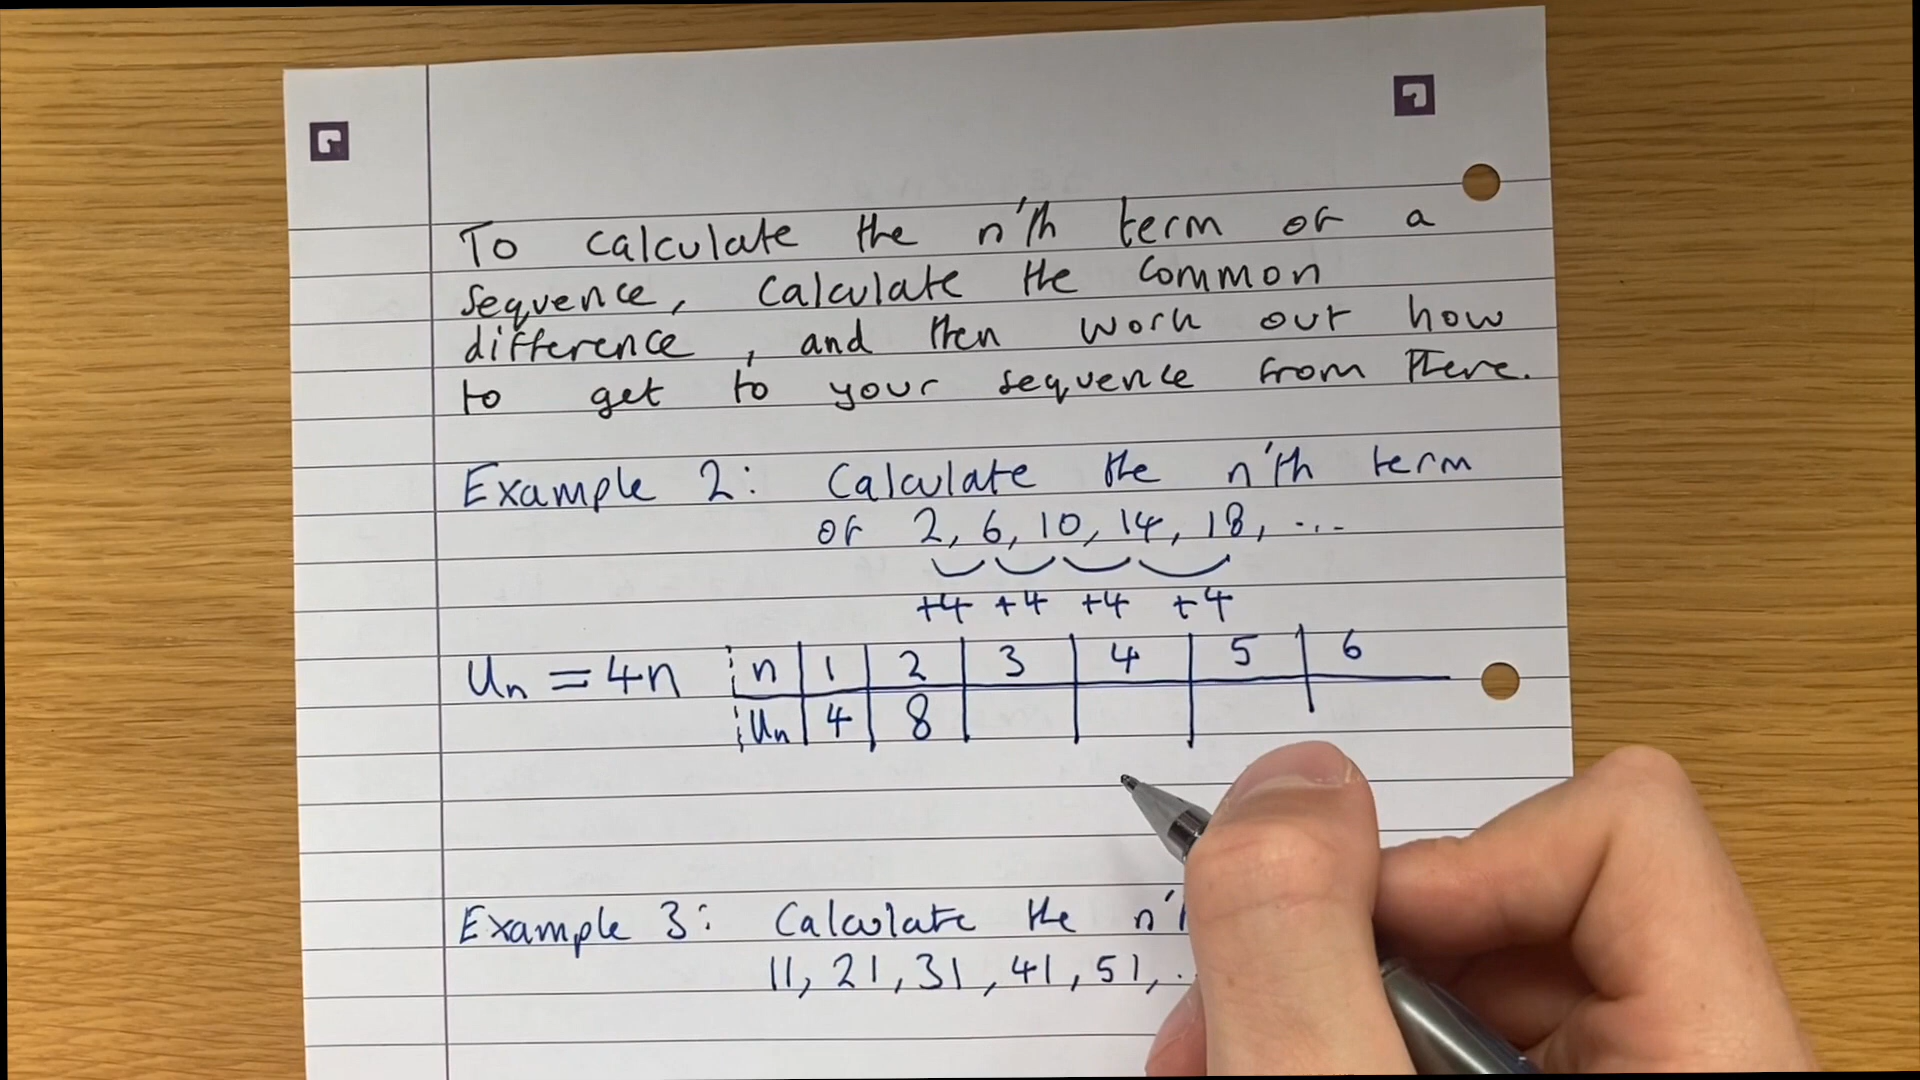 To calculate the n'th term of a
sequence, calculate the common
difference, and then work out how
to get to your sequence from there.
Example 2: Calculate the n'th term
of 2, 6, 10, 14, 18, ...
+4 +4 +4 +4
Un = 4n
n 1 2 3 4 5 6
Un 4 8
Example 3: Calculate the
11, 21, 31, 41, 51,